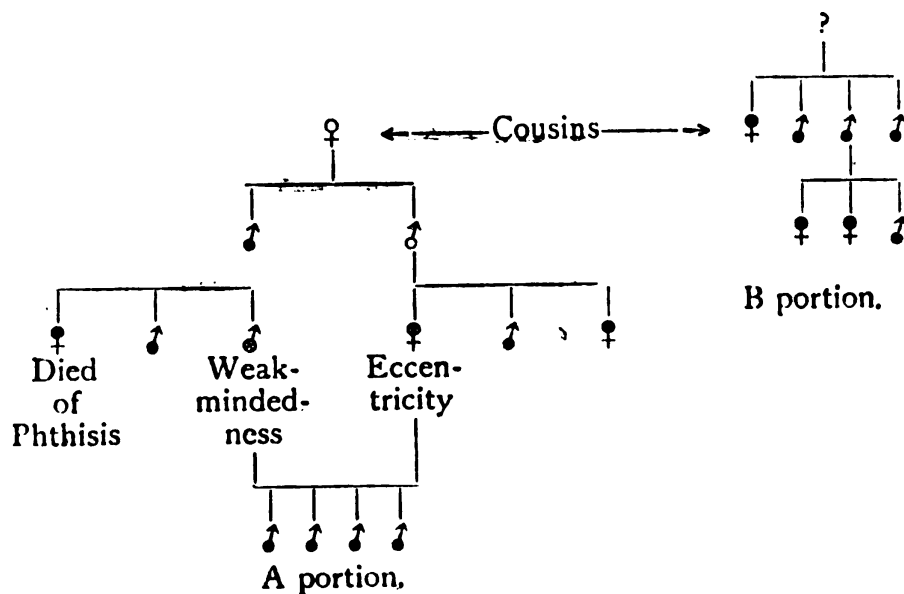 ?
Cousins
B portion.
Died
of
Phthisis
Weak-
minded-
ness
Eccen-
tricity
A portion.